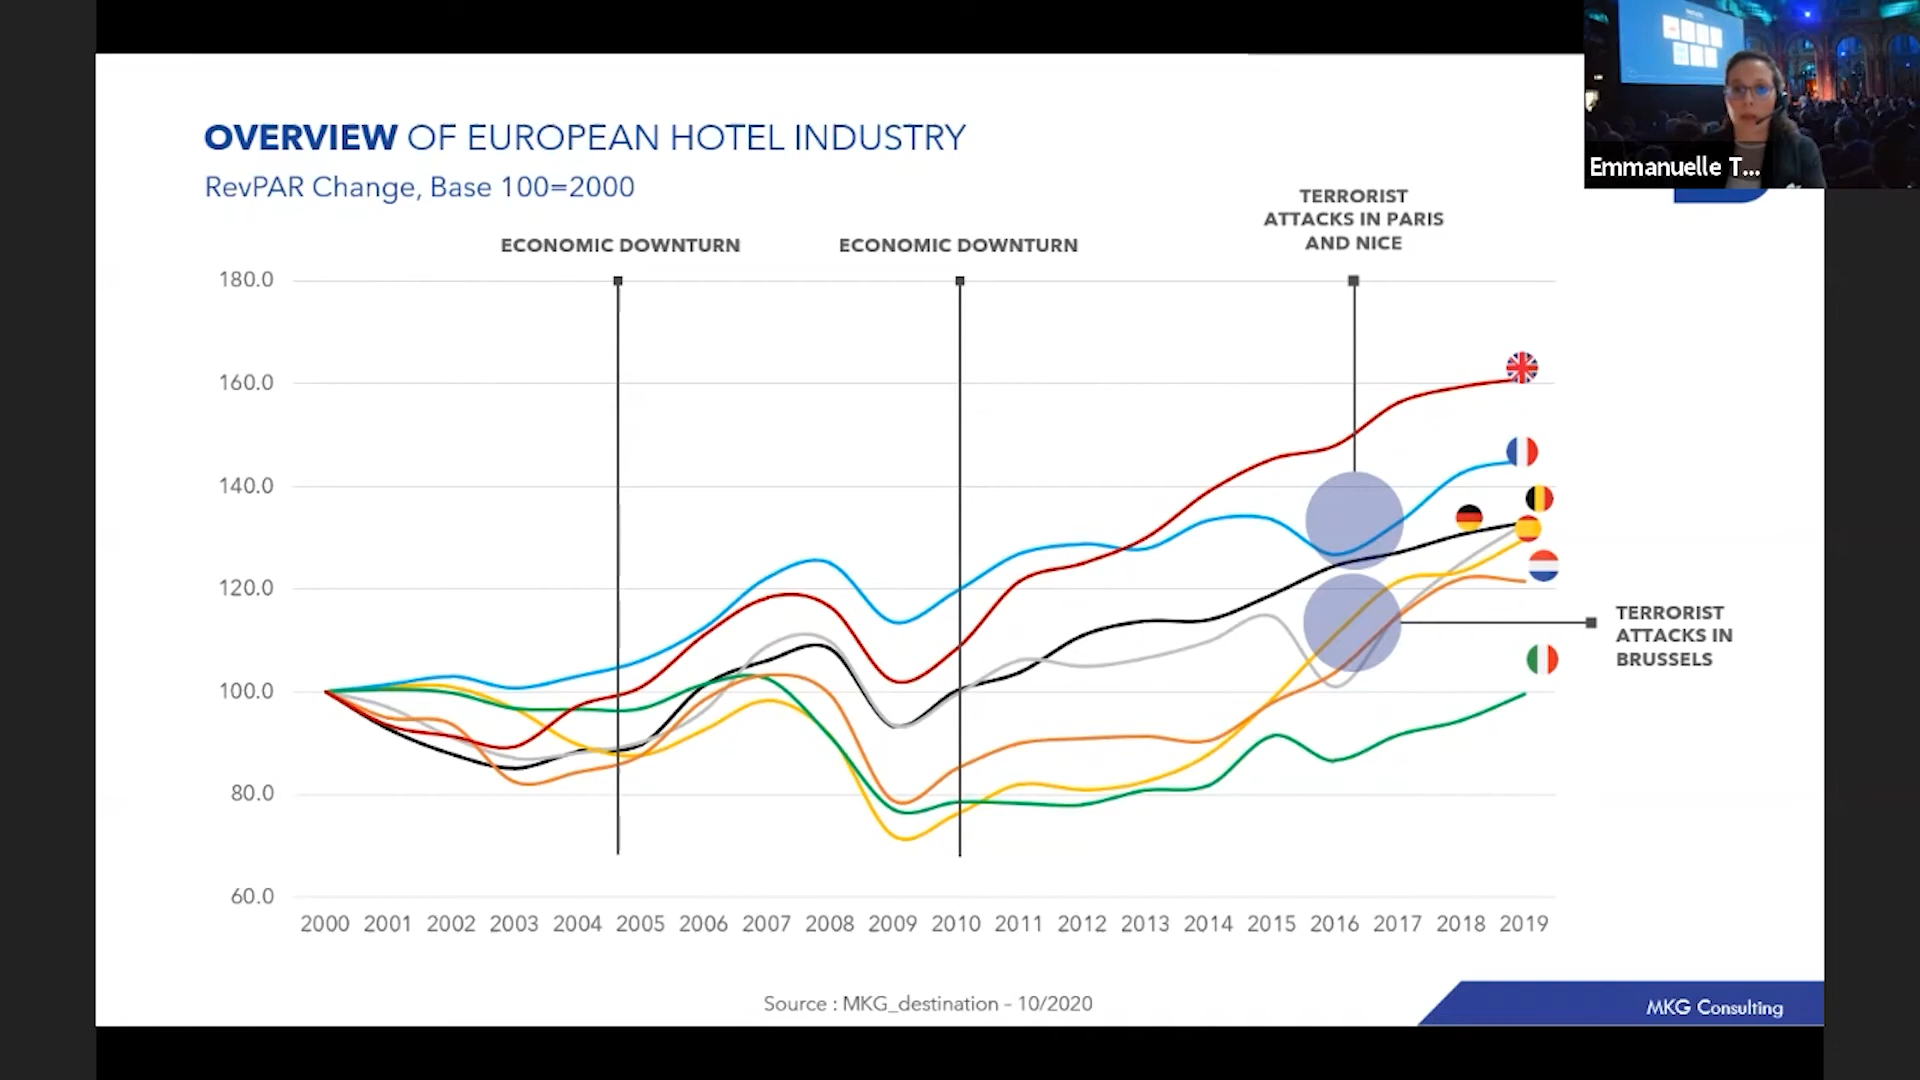 OVERVIEW OF EUROPEAN HOTEL INDUSTRY
RevPAR Change, Base 100=2000
Emmanuelle T...
ECONOMIC DOWNTURN
ECONOMIC DOWNTURN
TERRORIST
ATTACKS IN PARIS
AND NICE
180.0
160.0
140.0
120.0
100.0
80.0
60.0
TERRORIST
ATTACKS IN
BRUSSELS
2000 2001 2002 2003 2004 2005 2006 2007 2008 2009 2010 2011 2012 2013 2014 2015 2016 2017 2018 2019
Source : MKG_destination - 10/2020
MKG Consulting